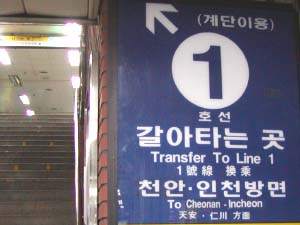 (계단이용)
1
호선
갈아타는 곳
Transfer To Line 1
1號線 換乘
천안·인천방면
To Cheonan-Incheon
天安·仁川 方面